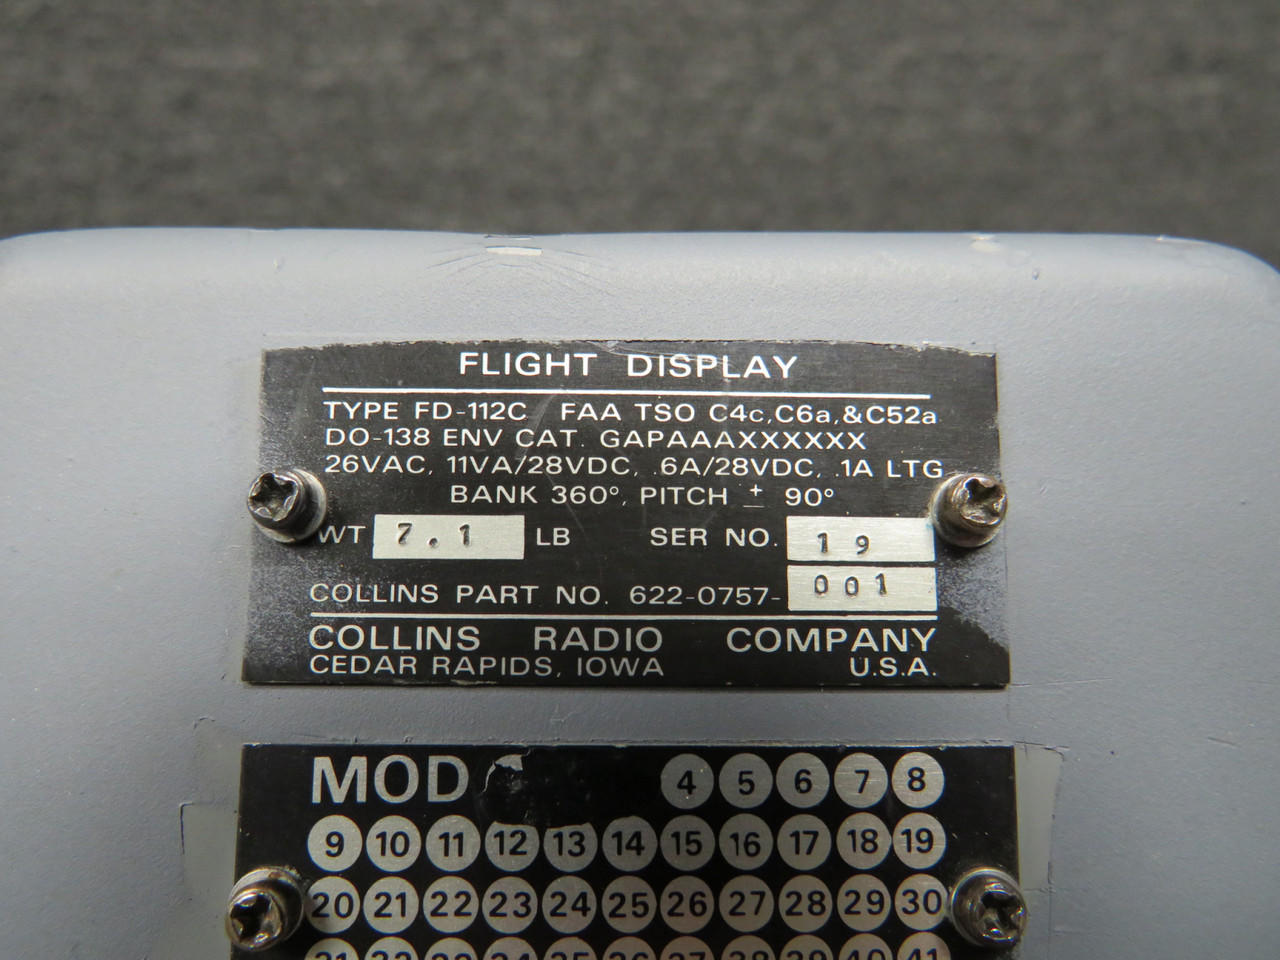 FLIGHT DISPLAY
TYPE FD-112C FAA TSO C4c, C6a, & C52a
DO-138 ENV CAT. GAPAAAXXXXXX
26VAC, 11VA/28VDC, .6A/28VDC, .1A LTG
BANK 360°, PITCH ± 90°
WT 7.1 LB SER NO. 19
COLLINS PART NO. 622-0757-001
COLLINS RADIO COMPANY
CEDAR RAPIDS, IOWA U.S.A.
MOD 4 5 6 7 8
9 10 11 12 13 14 15 16 17 18 19
20 21 22 23 24 25 26 27 28 29 30